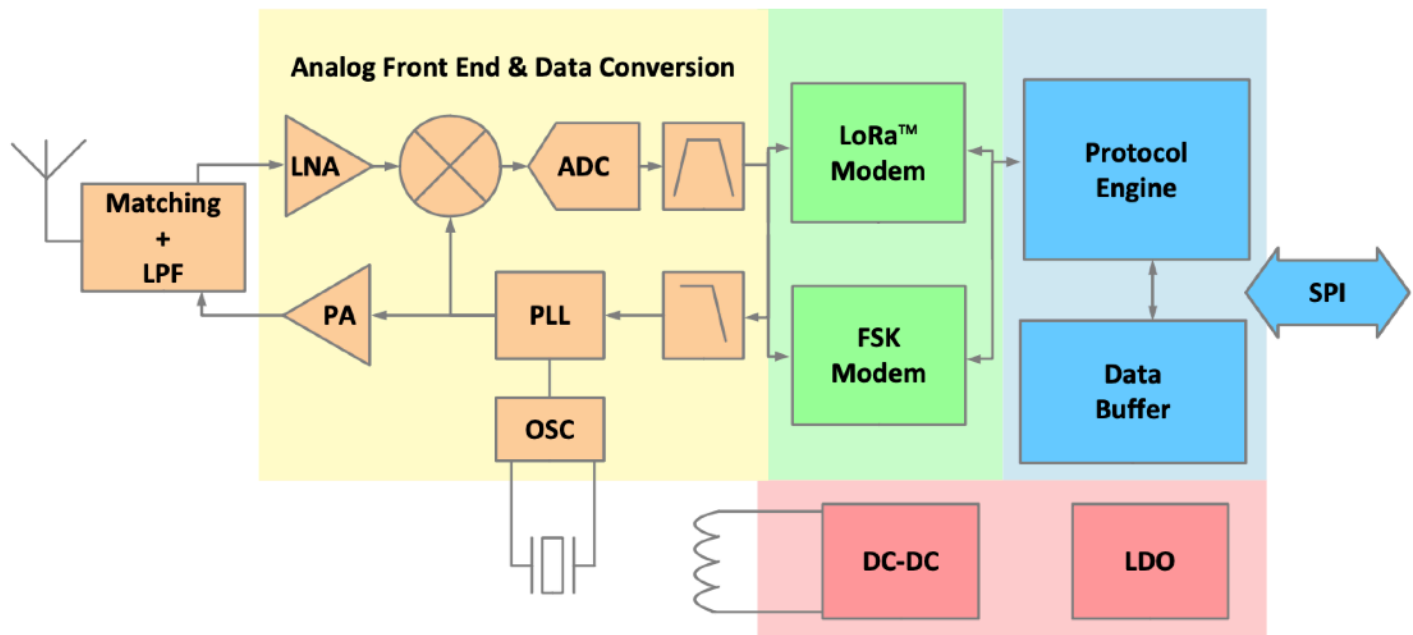 Analog Front End & Data Conversion
LNA
ADC
LoRa™
Modem
Protocol
Engine
Matching
+
LPF
PA
PLL
FSK
Modem
SPI
Data
Buffer
OSC
DC-DC
LDO